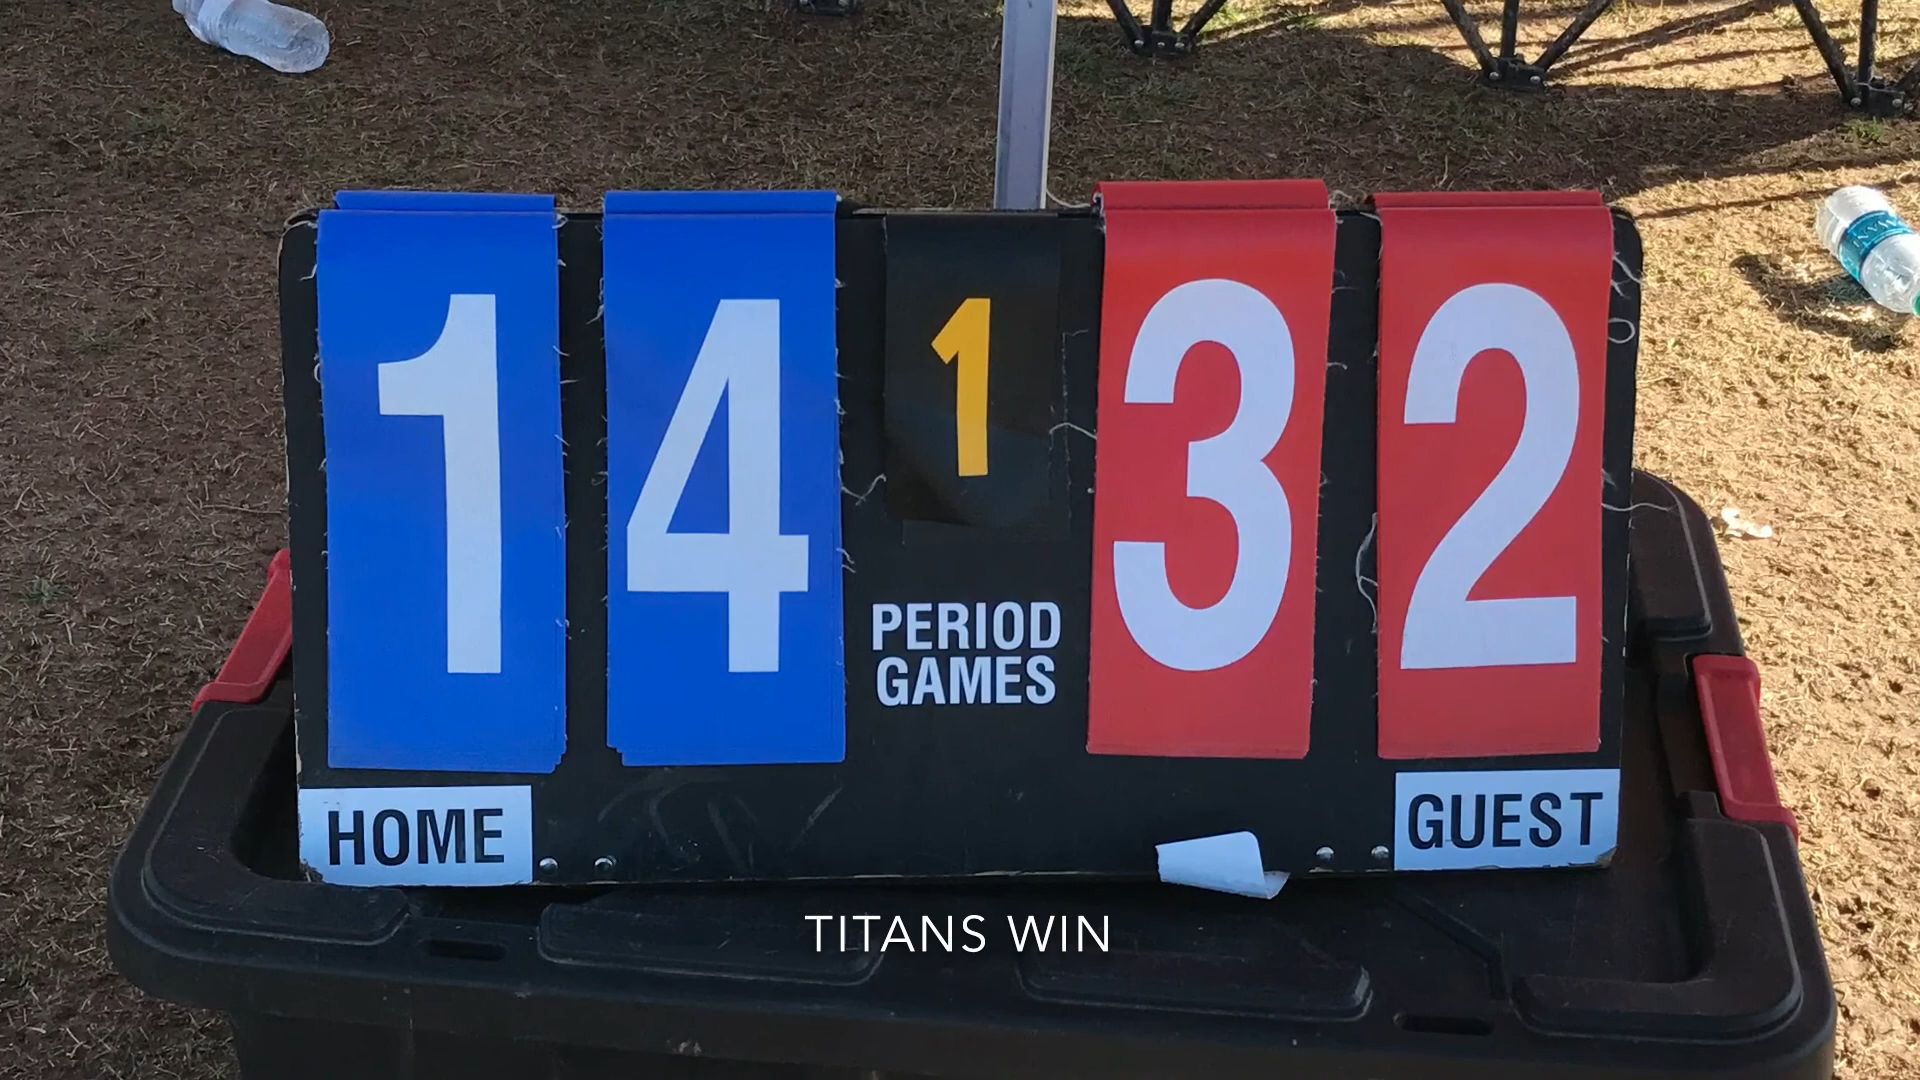 14 1 32
PERIOD
GAMES
HOME GUEST
TITANS WIN